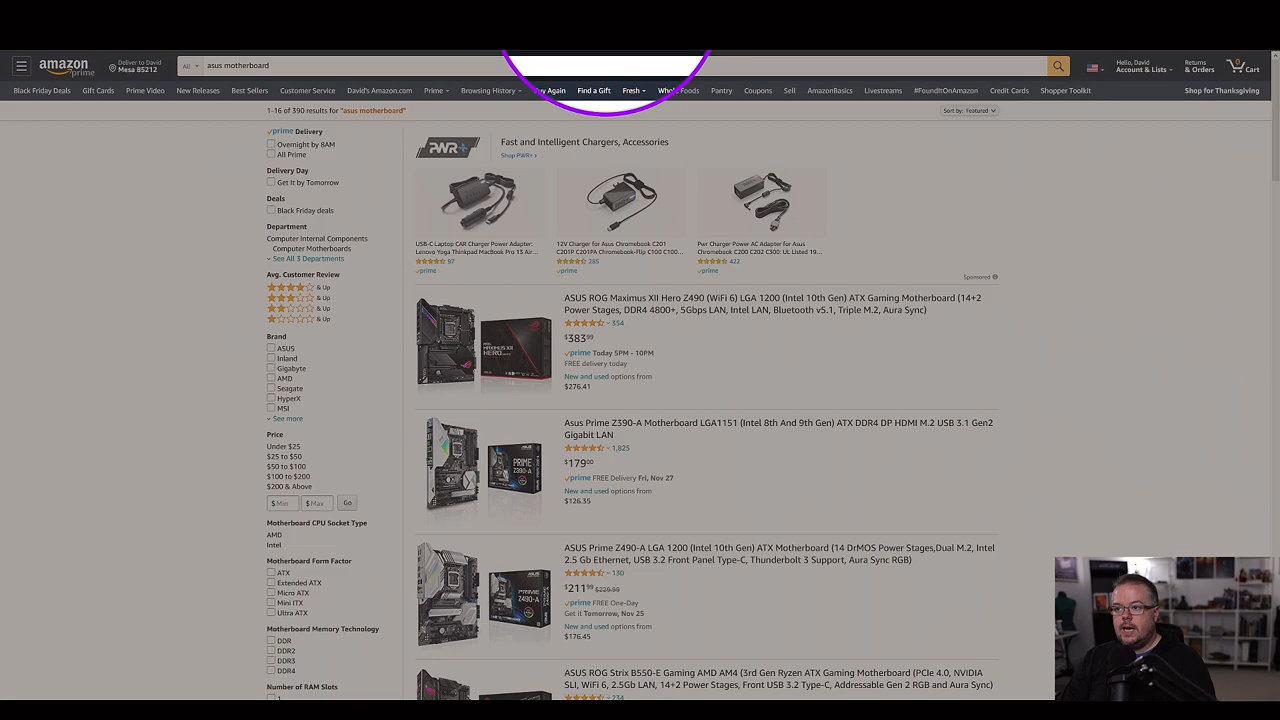 amazon prime
Deliver to David
Mesa 85212
All
asus motherboard
Hello, David
Account & Lists
Returns
& Orders
0
Cart
Black Friday Deals Gift Cards Prime Video New Releases Best Sellers Customer Service David's Amazon.com Prime Browsing History Buy Again Find a Gift Fresh Whole Foods Pantry Coupons Sell AmazonBasics Livestreams #FoundItOnAmazon Credit Cards Shopper Toolkit Shop for Thanksgiving
1-16 of 390 results for "asus motherboard"
Sort by: Featured
prime Delivery
Overnight by 8AM
All Prime
Delivery Day
Get It by Tomorrow
Deals
Black Friday deals
Department
Computer Internal Components
Computer Motherboards
See All 3 Departments
Avg. Customer Review
& Up
& Up
& Up
& Up
Brand
ASUS
Inland
Gigabyte
AMD
Seagate
HyperX
MSI
See more
Price
Under $25
$25 to $50
$50 to $100
$100 to $200
$200 & Above
$ Min $ Max Go
Motherboard CPU Socket Type
AMD
Intel
Motherboard Form Factor
ATX
Extended ATX
Micro ATX
Mini ITX
Ultra ATX
Motherboard Memory Technology
DDR
DDR2
DDR3
DDR4
Number of RAM Slots
1
PWR+
Fast and Intelligent Chargers, Accessories
Shop PWR+ ›
USB-C Laptop CAR Charger Power Adapter:
Lenovo Yoga Thinkpad MacBook Pro 13 Air...
97
prime
12V Charger for Asus Chromebook C201
C201P C201PA Chromebook-Flip C100 C100...
285
prime
Pwr Charger Power AC Adapter for Asus
Chromebook C200 C202 C300: UL Listed 19...
422
prime
Sponsored
ASUS ROG Maximus XII Hero Z490 (WiFi 6) LGA 1200 (Intel 10th Gen) ATX Gaming Motherboard (14+2
Power Stages, DDR4 4800+, 5Gbps LAN, Intel LAN, Bluetooth v5.1, Triple M.2, Aura Sync)
354
$383.99
prime Today 5PM - 10PM
FREE delivery today
New and used options from
$276.41
Asus Prime Z390-A Motherboard LGA1151 (Intel 8th And 9th Gen) ATX DDR4 DP HDMI M.2 USB 3.1 Gen2
Gigabit LAN
1,825
$179.00
prime FREE Delivery Fri, Nov 27
New and used options from
$126.35
PRIME
Z390-A
ASUS Prime Z490-A LGA 1200 (Intel 10th Gen) ATX Motherboard (14 DrMOS Power Stages,Dual M.2, Intel
2.5 Gb Ethernet, USB 3.2 Front Panel Type-C, Thunderbolt 3 Support, Aura Sync RGB)
130
$211.99 $229.99
prime FREE One-Day
Get it Tomorrow, Nov 25
New and used options from
$176.45
PRIME
Z490-A
ASUS ROG Strix B550-E Gaming AMD AM4 (3rd Gen Ryzen ATX Gaming Motherboard (PCIe 4.0, NVIDIA
SLI, WiFi 6, 2.5Gb LAN, 14+2 Power Stages, Front USB 3.2 Type-C, Addressable Gen 2 RGB and Aura Sync)
234